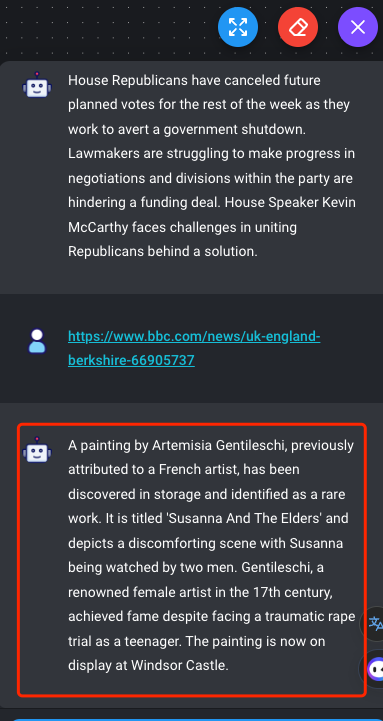 House Republicans have canceled future
planned votes for the rest of the week as they
work to avert a government shutdown.
Lawmakers are struggling to make progress in
negotiations and divisions within the party are
hindering a funding deal. House Speaker Kevin
McCarthy faces challenges in uniting
Republicans behind a solution.
https://www.bbc.com/news/uk-england-
berkshire-66905737
A painting by Artemisia Gentileschi, previously
attributed to a French artist, has been
discovered in storage and identified as a rare
work. It is titled 'Susanna And The Elders' and
depicts a discomforting scene with Susanna
being watched by two men. Gentileschi, a
renowned female artist in the 17th century,
achieved fame despite facing a traumatic rape
trial as a teenager. The painting is now on
display at Windsor Castle.